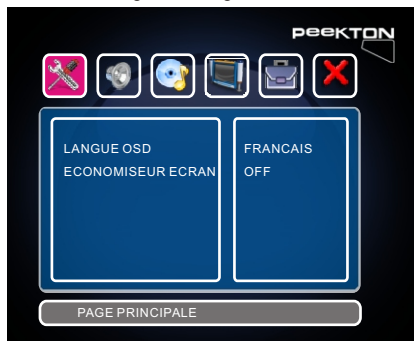 PEEKTON
LANGUE OSD FRANCAIS
ECONOMISEUR ECRAN OFF
PAGE PRINCIPALE